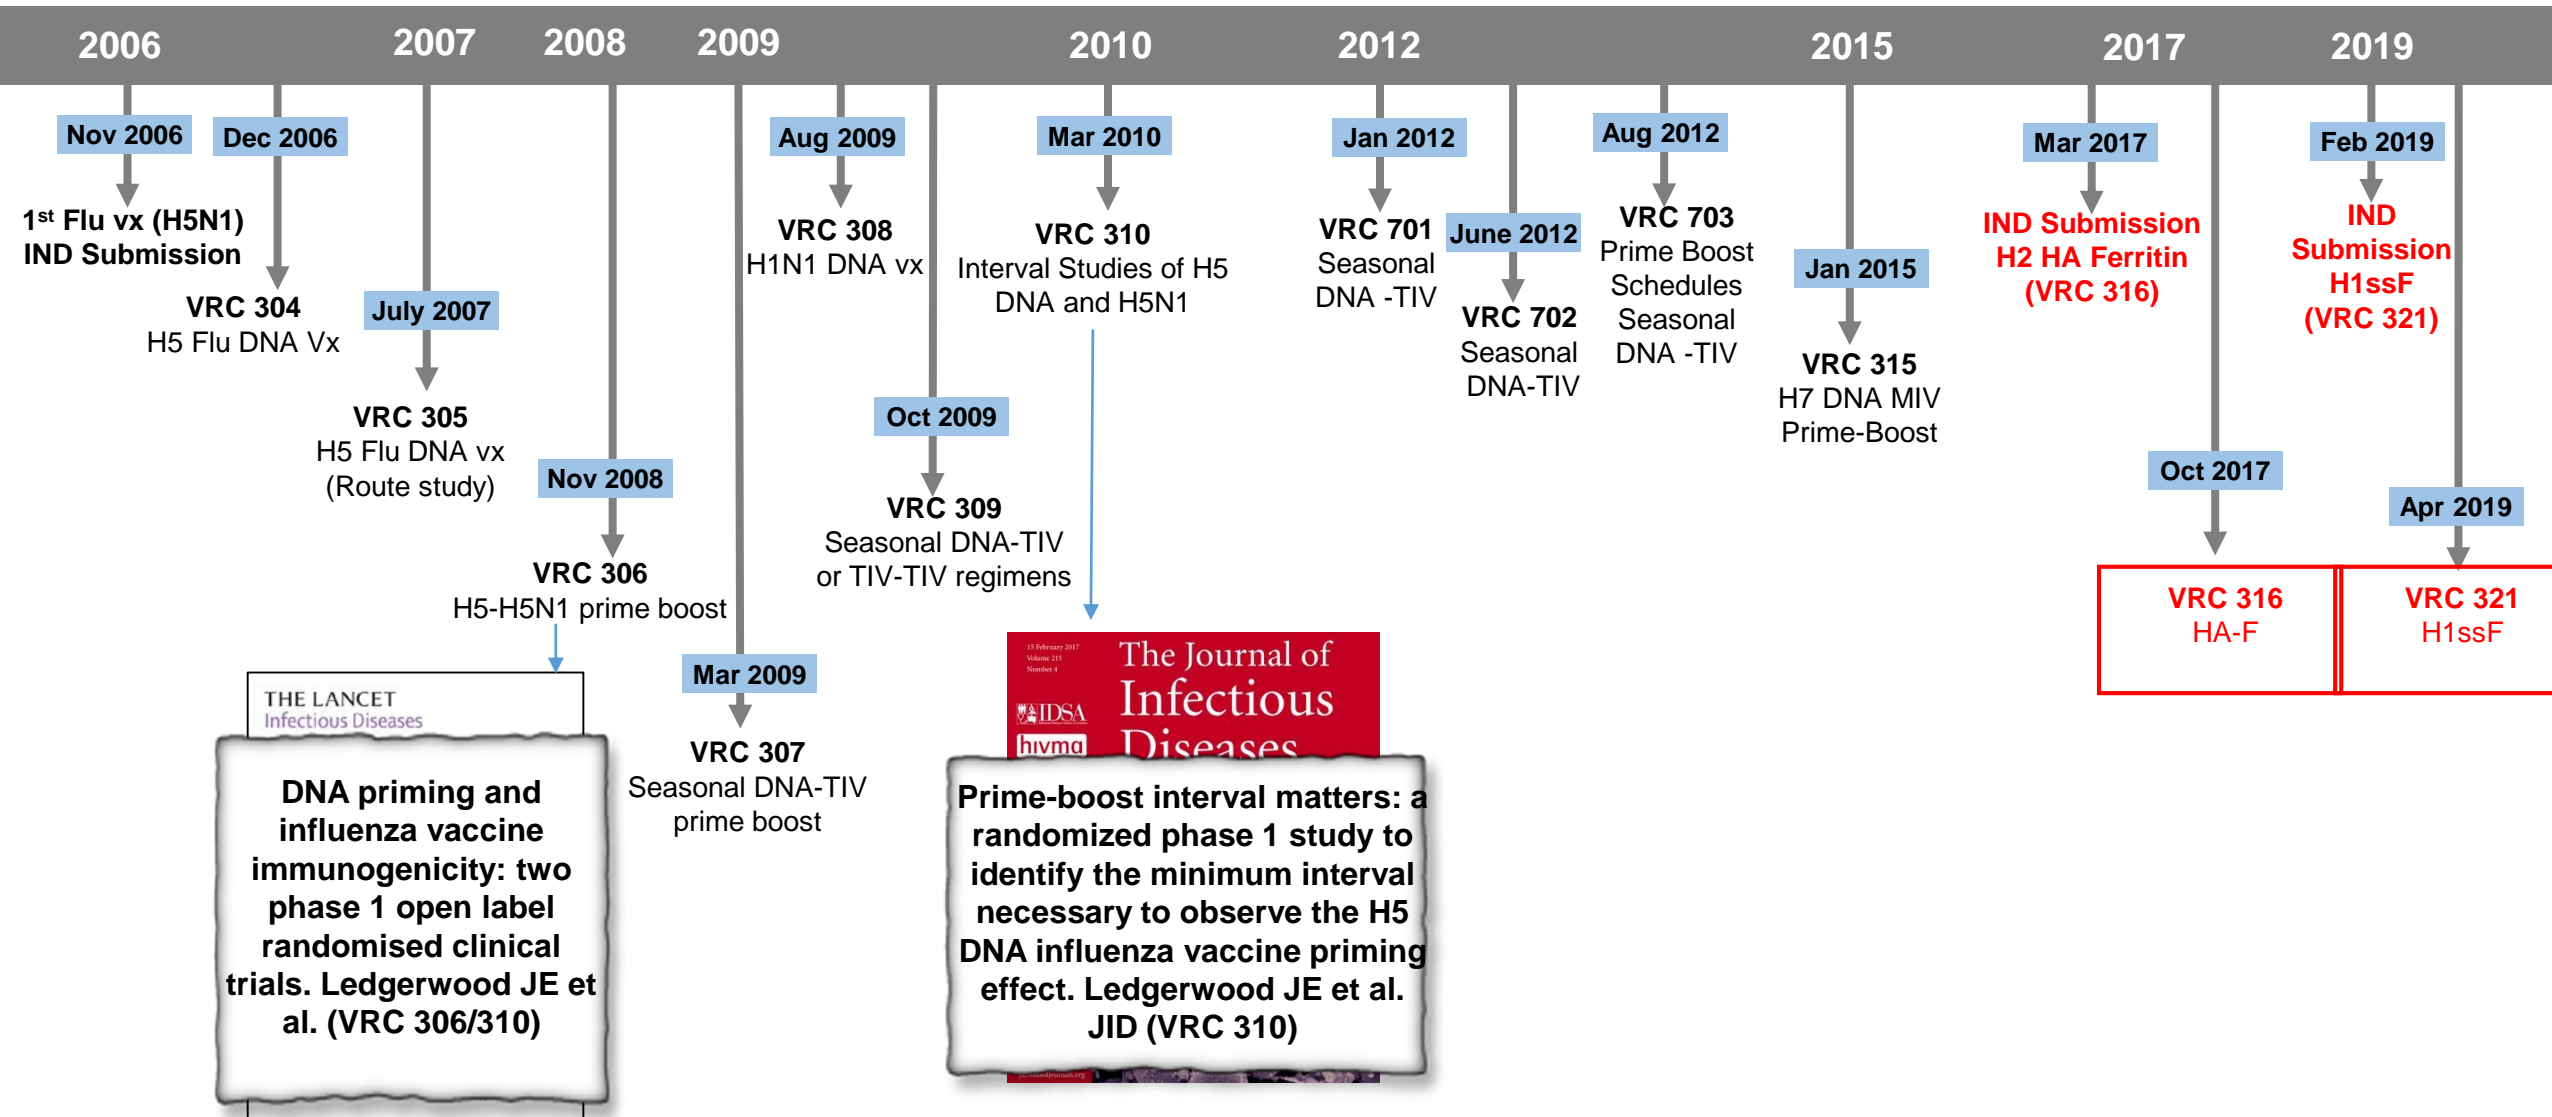 2006
2007
2008
2009
2010
2012
2015
2017
2019
Nov 2006
1st Flu vx (H5N1)
IND Submission
Dec 2006
VRC 304
H5 Flu DNA Vx
July 2007
VRC 305
H5 Flu DNA vx
(Route study)
Nov 2008
VRC 306
H5-H5N1 prime boost
Mar 2009
VRC 307
Seasonal DNA-TIV
prime boost
Aug 2009
VRC 308
H1N1 DNA vx
Oct 2009
VRC 309
Seasonal DNA-TIV
or TIV-TIV regimens
Mar 2010
VRC 310
Interval Studies of H5
DNA and H5N1
Jan 2012
VRC 701
Seasonal
DNA -TIV
June 2012
VRC 702
Seasonal
DNA-TIV
Aug 2012
VRC 703
Prime Boost
Schedules
Seasonal
DNA -TIV
Jan 2015
VRC 315
H7 DNA MIV
Prime-Boost
Mar 2017
IND Submission
H2 HA Ferritin
(VRC 316)
Oct 2017
VRC 316
HA-F
Feb 2019
IND
Submission
H1ssF
(VRC 321)
Apr 2019
VRC 321
H1ssF
THE LANCET
Infectious Diseases
DNA priming and
influenza vaccine
immunogenicity: two
phase 1 open label
randomised clinical
trials. Ledgerwood JE et
al. (VRC 306/310)
15 February 2017
Volume 215
Number 4
The Journal of
Infectious
Diseases
IDSA
hivma
Prime-boost interval matters: a
randomized phase 1 study to
identify the minimum interval
necessary to observe the H5
DNA influenza vaccine priming
effect. Ledgerwood JE et al.
JID (VRC 310)